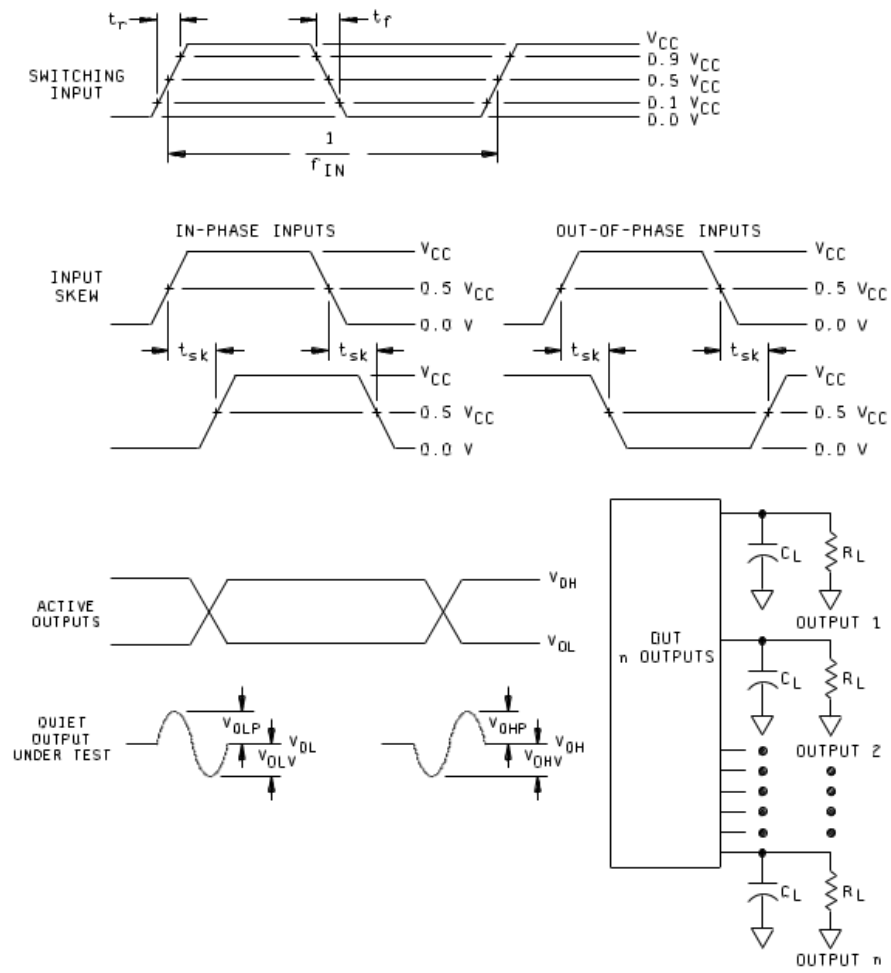 tr
tf
SWITCHING
INPUT
VCC
0.9 VCC
0.5 VCC
0.1 VCC
0.0 V
1
fIN
IN-PHASE INPUTS
OUT-OF-PHASE INPUTS
INPUT
SKEW
VCC
0.5 VCC
0.0 V
VCC
0.5 VCC
0.0 V
tsk
tsk
tsk
tsk
VCC
0.5 VCC
0.0 V
VCC
0.5 VCC
0.0 V
ACTIVE
OUTPUTS
VOH
VOL
QUIET
OUTPUT
UNDER TEST
VOLP
VOL
VOLV
VOHP
VOH
VOHV
DUT
n OUTPUTS
CL
RL
OUTPUT 1
CL
RL
OUTPUT 2
CL
RL
OUTPUT n